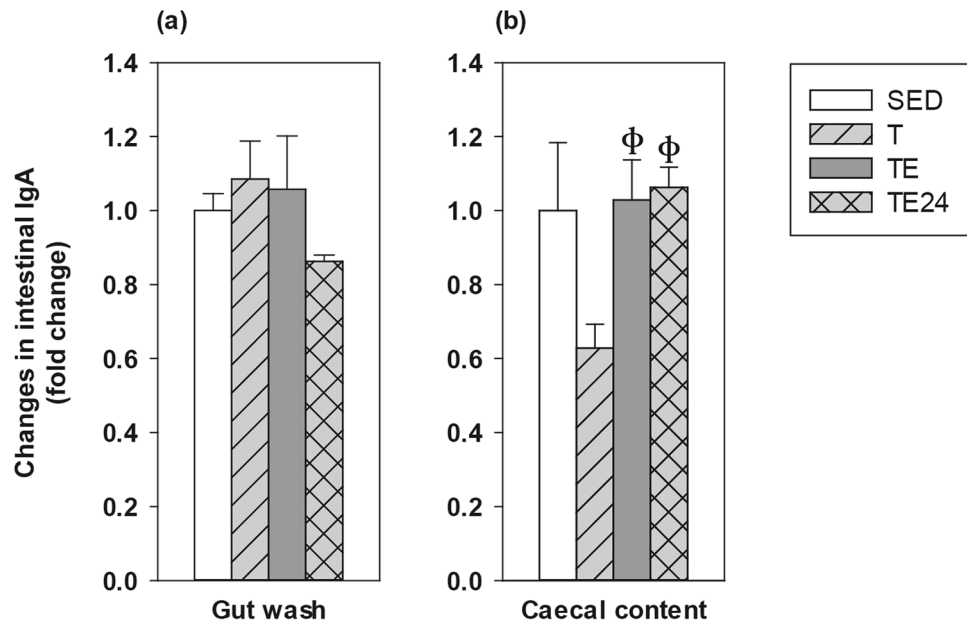 (a)
(b)
Changes in intestinal IgA
(fold change)
1.4
1.2
1.0
0.8
0.6
0.4
0.2
0.0
Gut wash
1.4
1.2
1.0
0.8
0.6
0.4
0.2
0.0
ϕ ϕ
Caecal content
SED
T
TE
TE24